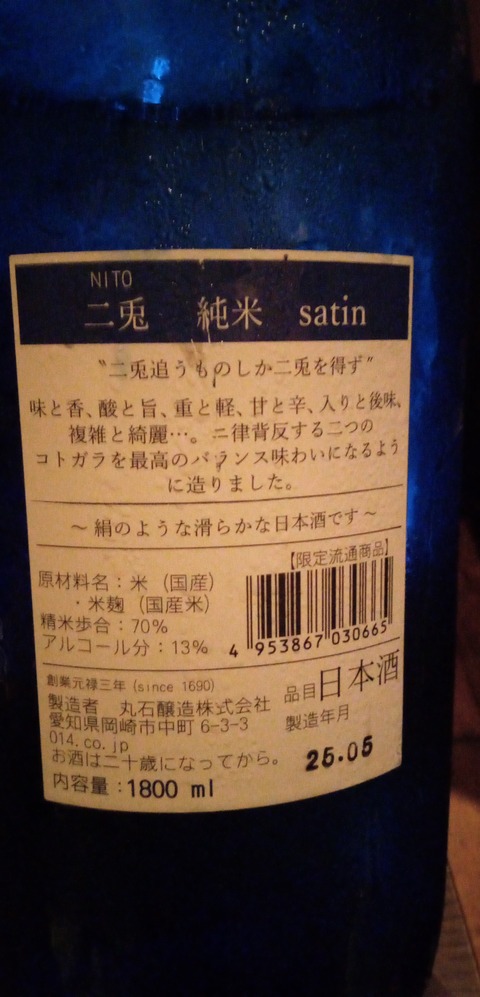 NITO
二兎 純米 satin
〝二兎追うものしか二兎を得ず〞
味と香、酸と旨、重と軽、甘と辛、入りと後味、
複雑と綺麗…。二律背反する二つの
コトガラを最高のバランス味わいになるよう
に造りました。
～ 絹のような滑らかな日本酒です ～
【限定流通商品】
原材料名：米（国産）
・米麹（国産米）
精米歩合：70%
アルコール分：13%
4 953867 030665
創業元禄三年 (since 1690)
製造者 丸石醸造株式会社
愛知県岡崎市中町 6-3-3
014.co.jp
お酒は二十歳になってから。
内容量：1800 ml
品目 日本酒
製造年月
25.05